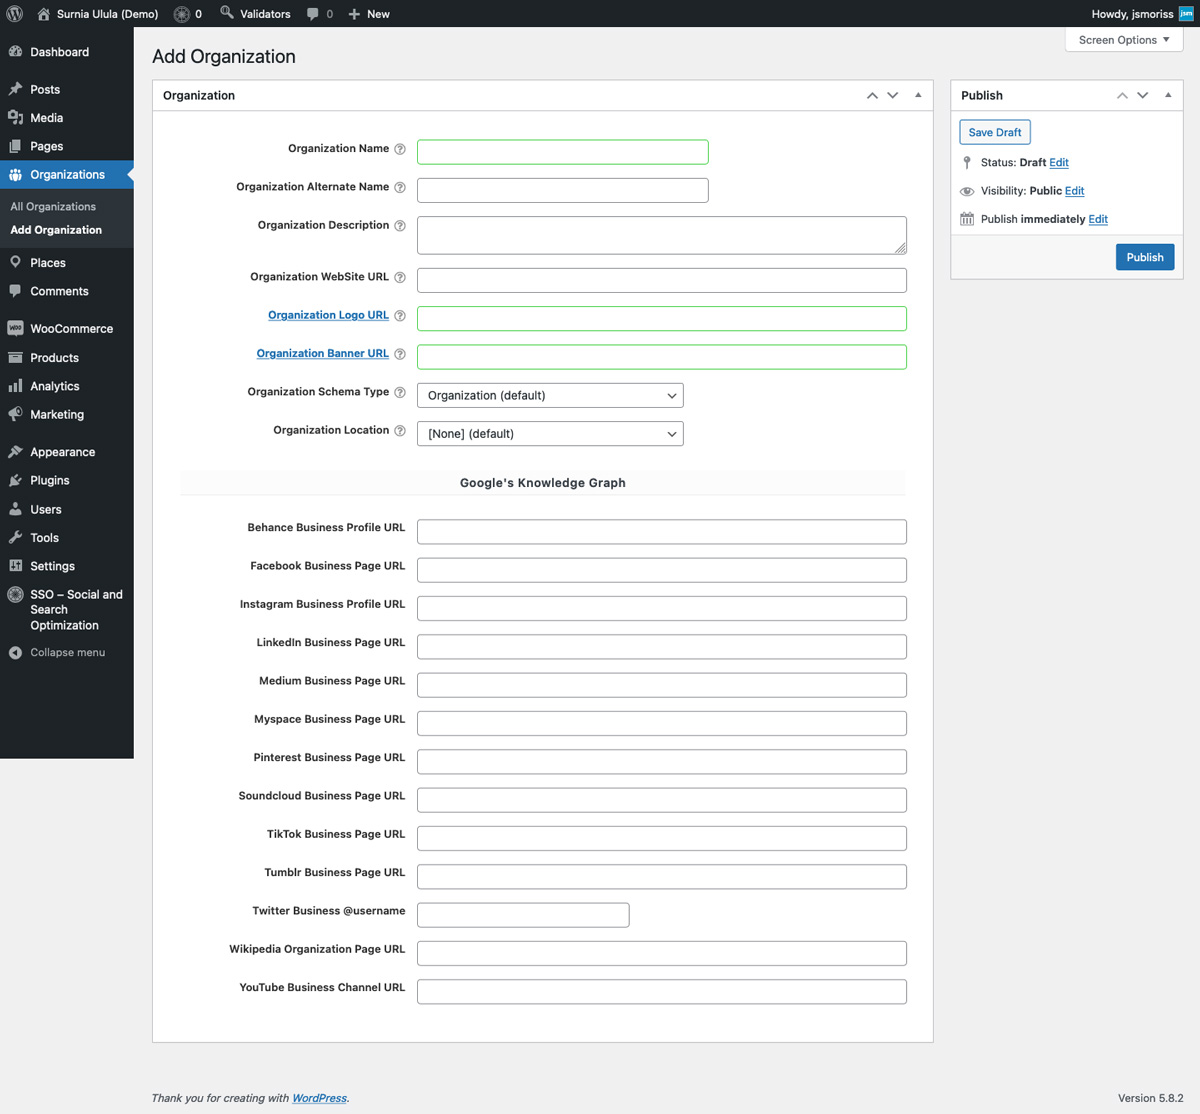 Surnia Ulula (Demo) 0 Validators 0 New
Howdy, jsmoriss jsm
Screen Options
Dashboard
Posts
Media
Pages
Organizations
All Organizations
Add Organization
Places
Comments
WooCommerce
Products
Analytics
Marketing
Appearance
Plugins
Users
Tools
Settings
SSO – Social and
Search
Optimization
Collapse menu
Add Organization
Organization
Organization Name
Organization Alternate Name
Organization Description
Organization WebSite URL
Organization Logo URL
Organization Banner URL
Organization Schema Type Organization (default)
Organization Location [None] (default)
Google's Knowledge Graph
Behance Business Profile URL
Facebook Business Page URL
Instagram Business Profile URL
LinkedIn Business Page URL
Medium Business Page URL
Myspace Business Page URL
Pinterest Business Page URL
Soundcloud Business Page URL
TikTok Business Page URL
Tumblr Business Page URL
Twitter Business @username
Wikipedia Organization Page URL
YouTube Business Channel URL
Publish
Save Draft
Status: Draft Edit
Visibility: Public Edit
Publish immediately Edit
Publish
Thank you for creating with WordPress.
Version 5.8.2